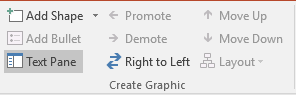 Add Shape Promote Move Up
Add Bullet Demote Move Down
Text Pane Right to Left Layout
Create Graphic